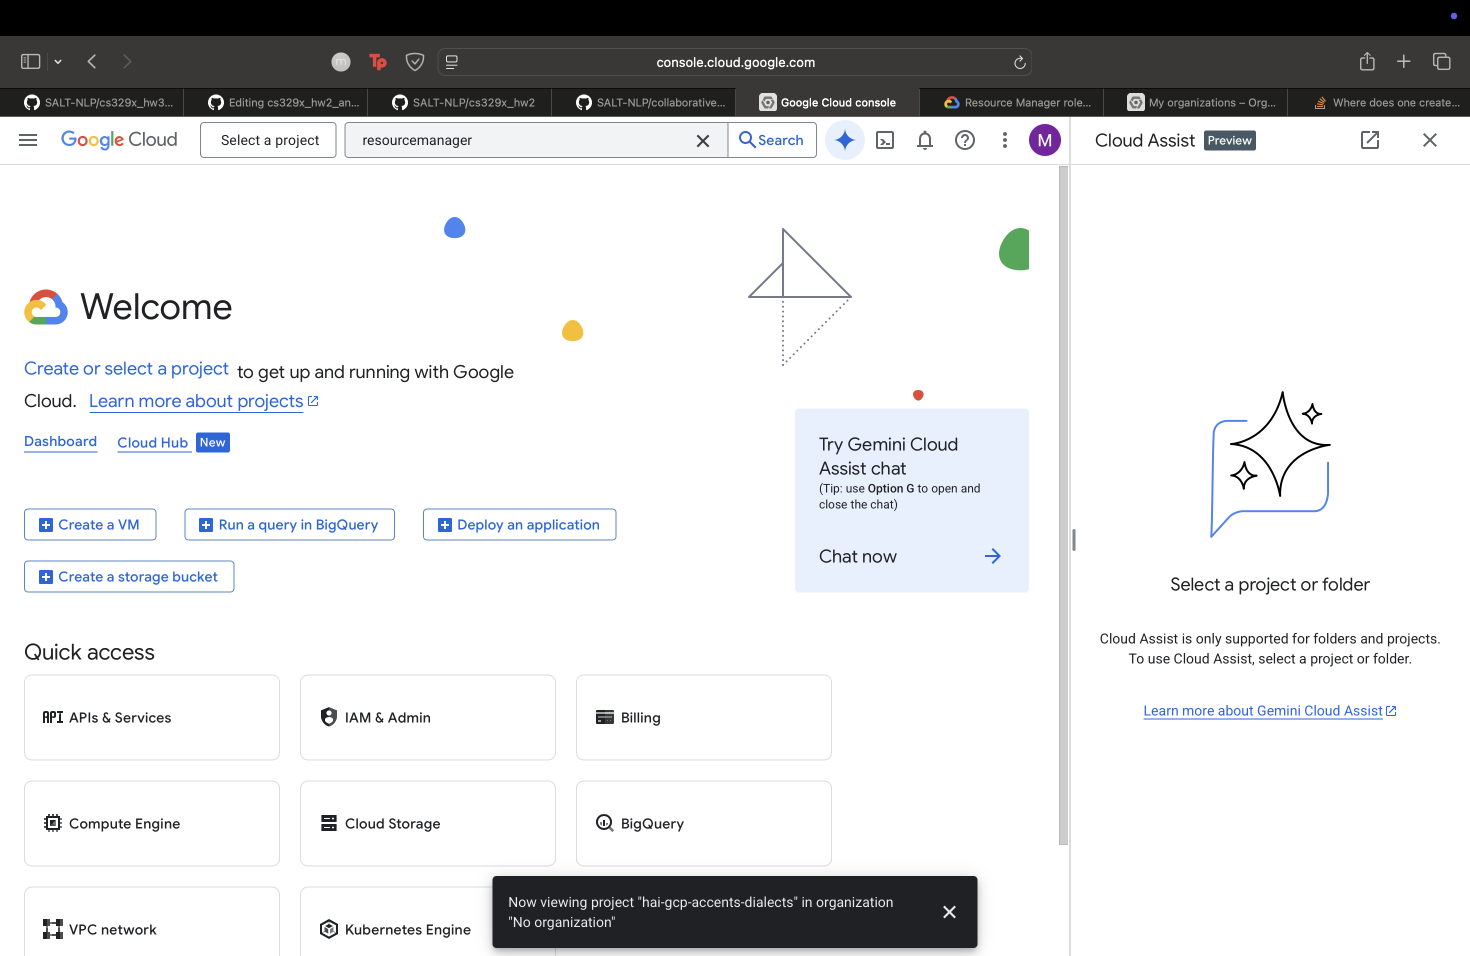 console.cloud.google.com
SALT-NLP/cs329x_hw3...
Editing cs329x_hw2_an...
SALT-NLP/cs329x_hw2
SALT-NLP/collaborative...
Google Cloud console
Resource Manager role...
My organizations – Org...
Where does one create...
Google Cloud
Select a project
resourcemanager
Search
M
Cloud Assist Preview
Welcome
Create or select a project to get up and running with Google
Cloud. Learn more about projects
Dashboard
Cloud Hub New
Create a VM
Run a query in BigQuery
Deploy an application
Create a storage bucket
Try Gemini Cloud
Assist chat
(Tip: use Option G to open and
close the chat)
Chat now
Quick access
API APIs & Services
IAM & Admin
Billing
Compute Engine
Cloud Storage
BigQuery
VPC network
Kubernetes Engine
Now viewing project "hai-gcp-accents-dialects" in organization
"No organization"
Select a project or folder
Cloud Assist is only supported for folders and projects.
To use Cloud Assist, select a project or folder.
Learn more about Gemini Cloud Assist
m
Tp